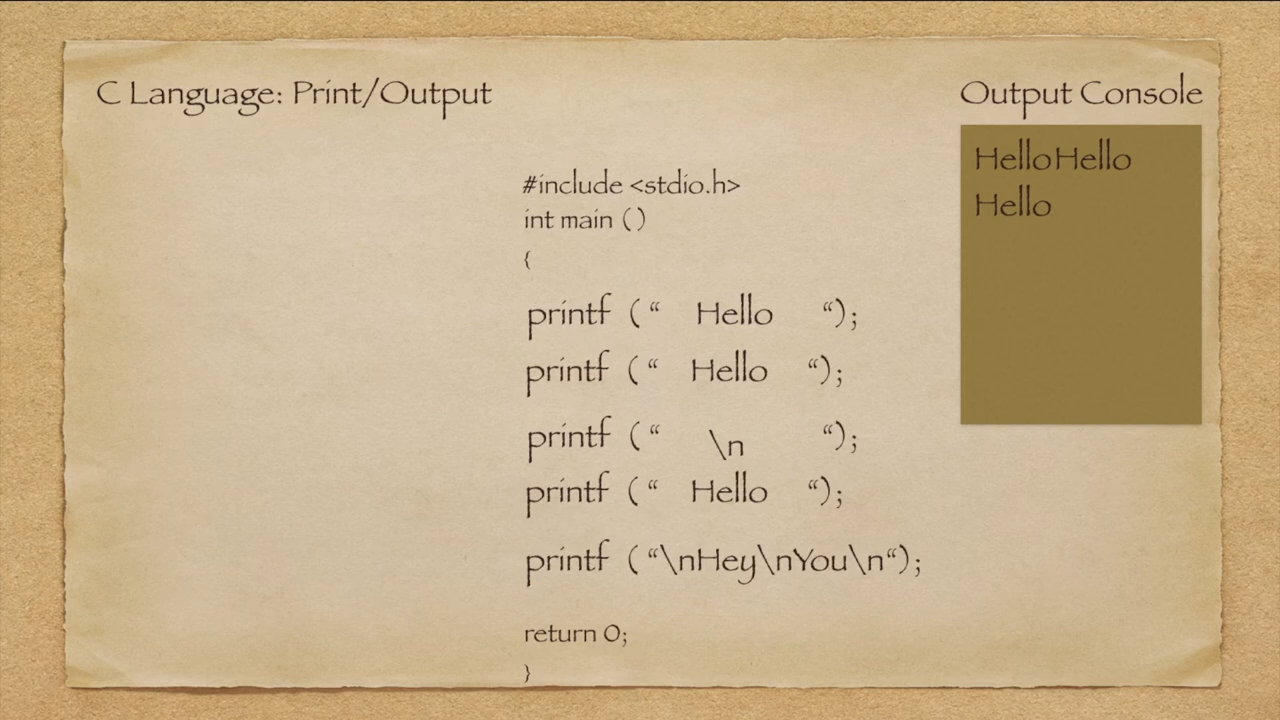 C Language: Print/Output
#include <stdio.h>
int main ( )
{
printf ( “ Hello “);
printf ( “ Hello “);
printf ( “ \n “);
printf ( “ Hello “);
printf ( “\nHey\nYou\n“);
return 0;
}
Output Console
HelloHello
Hello